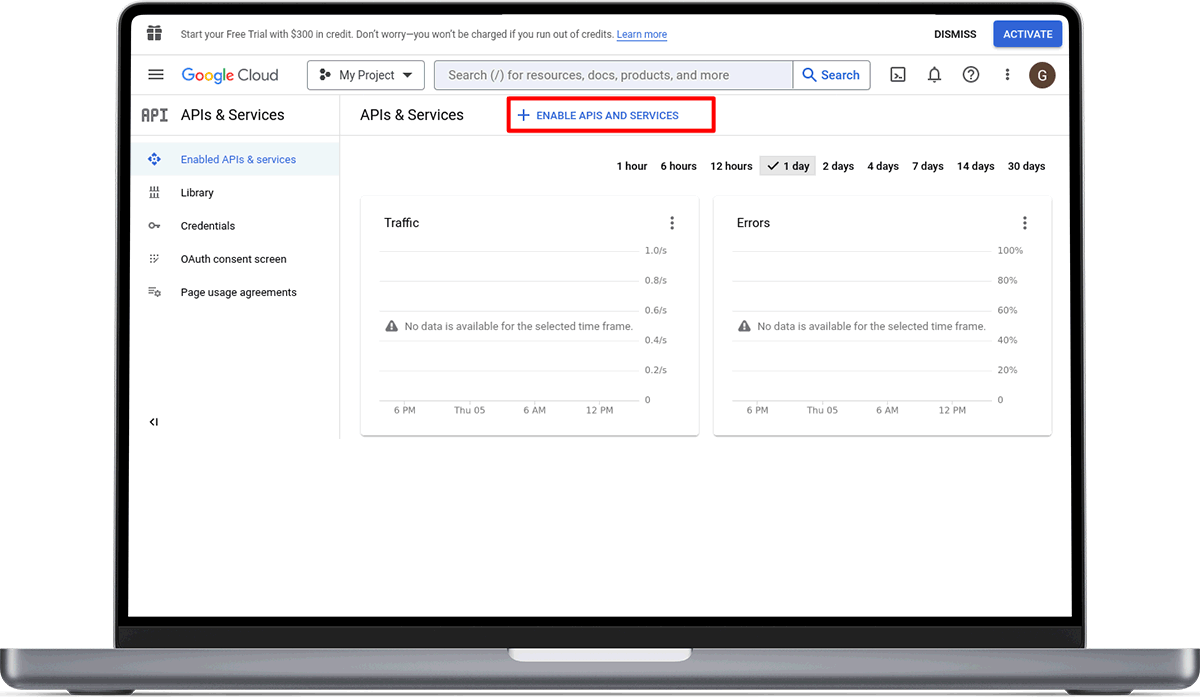 Start your Free Trial with $300 in credit. Don't worry—you won't be charged if you run out of credits. Learn more
DISMISS
ACTIVATE
Google Cloud
My Project
Search (/) for resources, docs, products, and more
Search
G
API
APIs & Services
APIs & Services
ENABLE APIS AND SERVICES
Enabled APIs & services
Library
Credentials
OAuth consent screen
Page usage agreements
1 hour
6 hours
12 hours
1 day
2 days
4 days
7 days
14 days
30 days
Traffic
1.0/s
0.8/s
0.6/s
No data is available for the selected time frame.
0.4/s
0.2/s
0
6 PM
Thu 05
6 AM
12 PM
Errors
100%
80%
60%
No data is available for the selected time frame.
40%
20%
0
6 PM
Thu 05
6 AM
12 PM